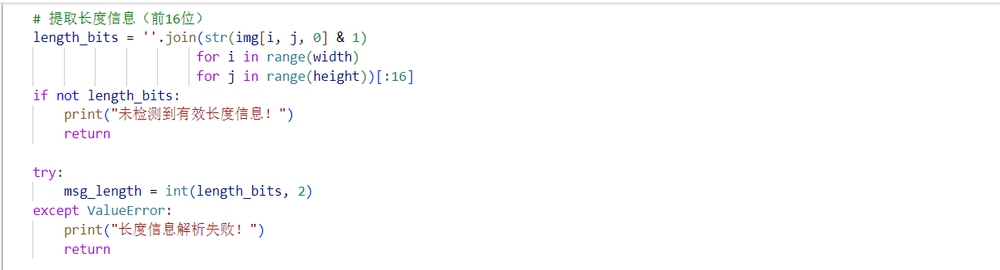 # 提取长度信息（前16位）
length_bits = ''.join(str(img[i, j, 0] & 1)
for i in range(width)
for j in range(height))[:16]
if not length_bits:
print("未检测到有效长度信息！")
return
try:
msg_length = int(length_bits, 2)
except ValueError:
print("长度信息解析失败！")
return